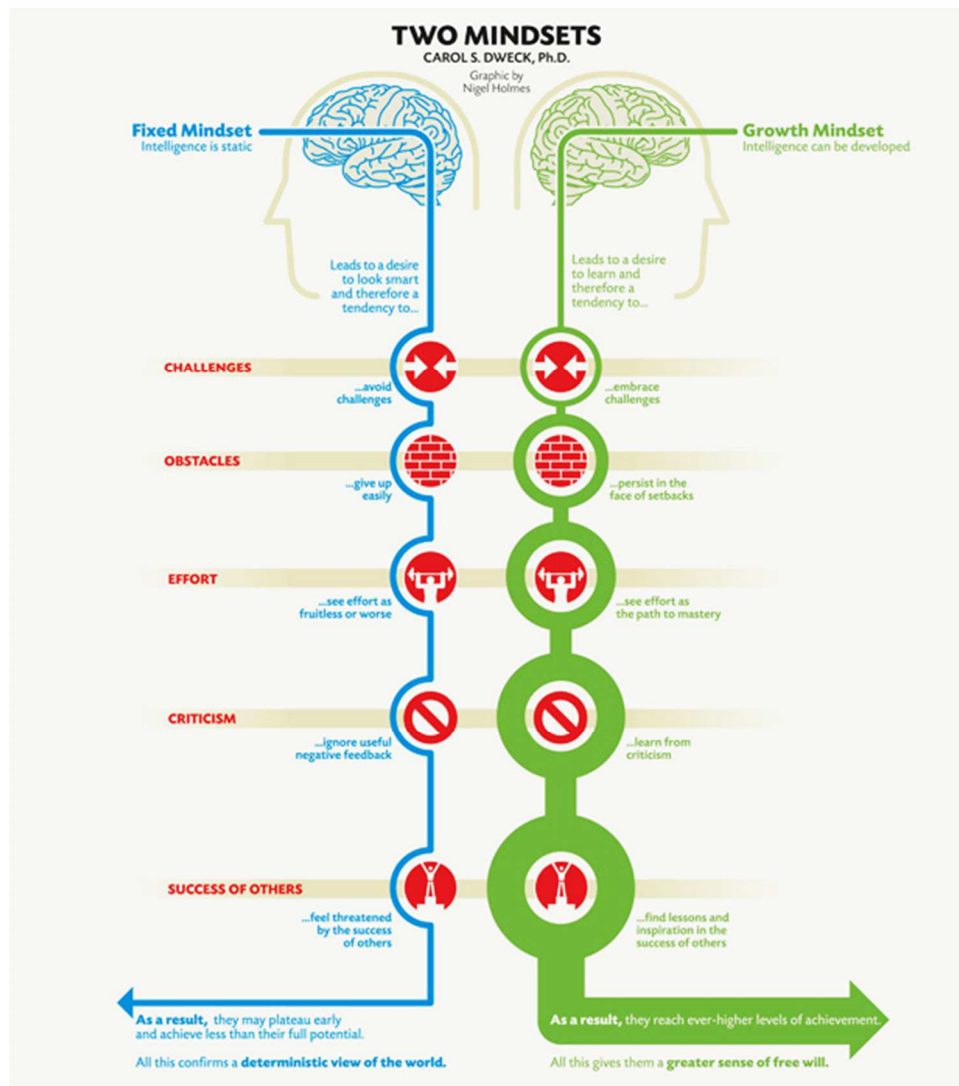 TWO MINDSETS
CAROL S. DWECK, Ph.D.
Graphic by
Nigel Holmes
Fixed Mindset
Intelligence is static
Growth Mindset
Intelligence can be developed
Leads to a desire
to look smart
and therefore a
tendency to...
Leads to a desire
to learn and
therefore a
tendency to...
CHALLENGES
...avoid
challenges
...embrace
challenges
OBSTACLES
...give up
easily
...persist in the
face of setbacks
EFFORT
...see effort as
fruitless or worse
...see effort as
the path to mastery
CRITICISM
...ignore useful
negative feedback
...learn from
criticism
SUCCESS OF OTHERS
...feel threatened
by the success
of others
...find lessons and
inspiration in the
success of others
As a result, they may plateau early
and achieve less than their full potential.
All this confirms a deterministic view of the world.
As a result, they reach ever-higher levels of achievement.
All this gives them a greater sense of free will.